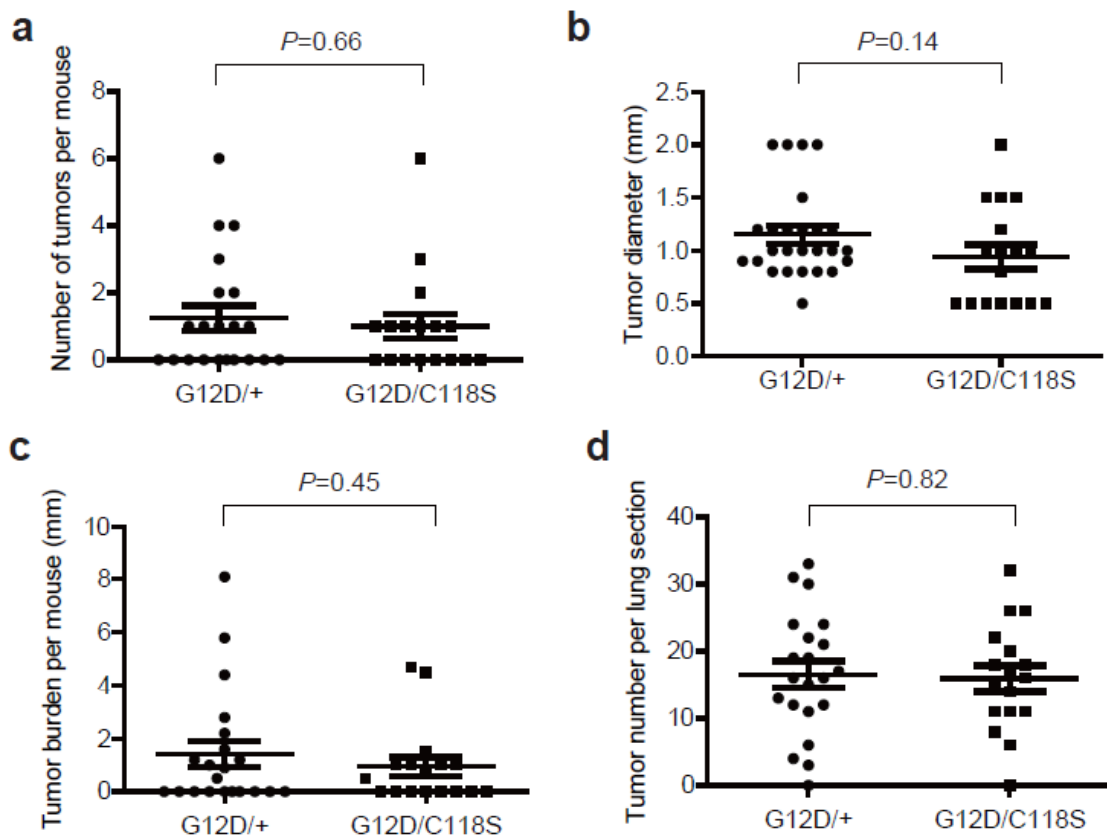 a
P=0.66
Number of tumors per mouse
8
6
4
2
0
G12D/+
G12D/C118S
b
P=0.14
Tumor diameter (mm)
2.5
2.0
1.5
1.0
0.5
0.0
G12D/+
G12D/C118S
c
P=0.45
Tumor burden per mouse (mm)
10
8
6
4
2
0
G12D/+
G12D/C118S
d
P=0.82
Tumor number per lung section
40
30
20
10
0
G12D/+
G12D/C118S